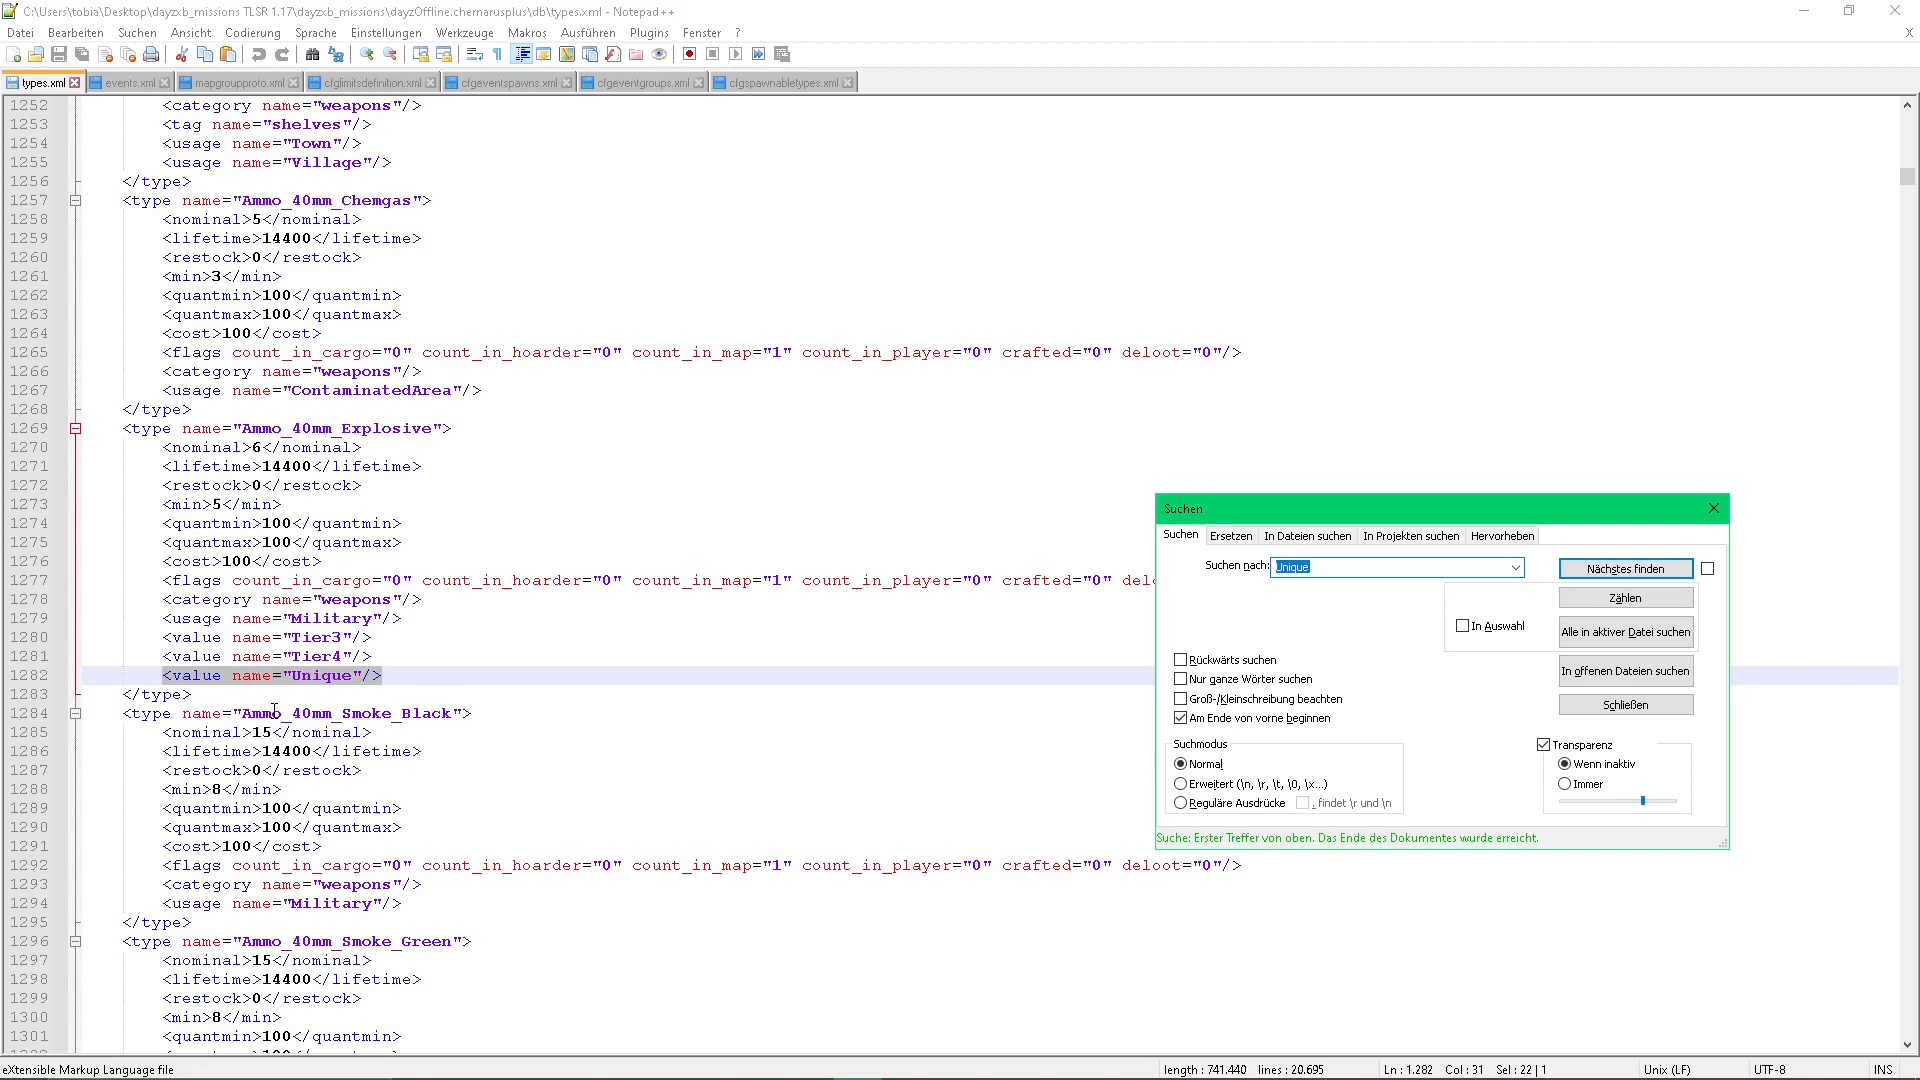 C:\Users\tobia\Desktop\dayzxb_missions TLSR 1.17\dayzxb_missions\dayzOffline.chernarusplus\db\types.xml - Notepad++
Datei Bearbeiten Suchen Ansicht Codierung Sprache Einstellungen Werkzeuge Makros Ausführen Plugins Fenster ? X
types.xml events.xml mapgroupproto.xml cfglimitsdefinition.xml cfgeventspawns.xml cfgeventgroups.xml cfgspawnabletypes.xml
1252 <category name="weapons"/>
1253 <tag name="shelves"/>
1254 <usage name="Town"/>
1255 <usage name="Village"/>
1256 </type>
1257 <type name="Ammo_40mm_Chemgas">
1258 <nominal>5</nominal>
1259 <lifetime>14400</lifetime>
1260 <restock>0</restock>
1261 <min>3</min>
1262 <quantmin>100</quantmin>
1263 <quantmax>100</quantmax>
1264 <cost>100</cost>
1265 <flags count_in_cargo="0" count_in_hoarder="0" count_in_map="1" count_in_player="0" crafted="0" deloot="0"/>
1266 <category name="weapons"/>
1267 <usage name="ContaminatedArea"/>
1268 </type>
1269 <type name="Ammo_40mm_Explosive">
1270 <nominal>6</nominal>
1271 <lifetime>14400</lifetime>
1272 <restock>0</restock>
1273 <min>5</min>
1274 <quantmin>100</quantmin>
1275 <quantmax>100</quantmax>
1276 <cost>100</cost>
1277 <flags count_in_cargo="0" count_in_hoarder="0" count_in_map="1" count_in_player="0" crafted="0" delo
1278 <category name="weapons"/>
1279 <usage name="Military"/>
1280 <value name="Tier3"/>
1281 <value name="Tier4"/>
1282 <value name="Unique"/>
1283 </type>
1284 <type name="Ammo_40mm_Smoke_Black">
1285 <nominal>15</nominal>
1286 <lifetime>14400</lifetime>
1287 <restock>0</restock>
1288 <min>8</min>
1289 <quantmin>100</quantmin>
1290 <quantmax>100</quantmax>
1291 <cost>100</cost>
1292 <flags count_in_cargo="0" count_in_hoarder="0" count_in_map="1" count_in_player="0" crafted="0" deloot="0"/>
1293 <category name="weapons"/>
1294 <usage name="Military"/>
1295 </type>
1296 <type name="Ammo_40mm_Smoke_Green">
1297 <nominal>15</nominal>
1298 <lifetime>14400</lifetime>
1299 <restock>0</restock>
1300 <min>8</min>
1301 <quantmin>100</quantmin>
Suchen
Suchen Ersetzen In Dateien suchen In Projekten suchen Hervorheben
Suchen nach: Unique Nächstes finden
Zählen
In Auswahl Alle in aktiver Datei suchen
Rückwärts suchen In offenen Dateien suchen
Nur ganze Wörter suchen
Groß-/Kleinschreibung beachten Schließen
Am Ende von vorne beginnen
Suchmodus Transparenz
Normal Wenn inaktiv
Erweitert (\n, \r, \t, \0, \x...) Immer
Reguläre Ausdrücke . findet \r und \n
Suche: Erster Treffer von oben. Das Ende des Dokumentes wurde erreicht.
eXtensible Markup Language file length : 741.440 lines : 20.695 Ln : 1.282 Col : 31 Sel : 22 | 1 Unix (LF) UTF-8 INS